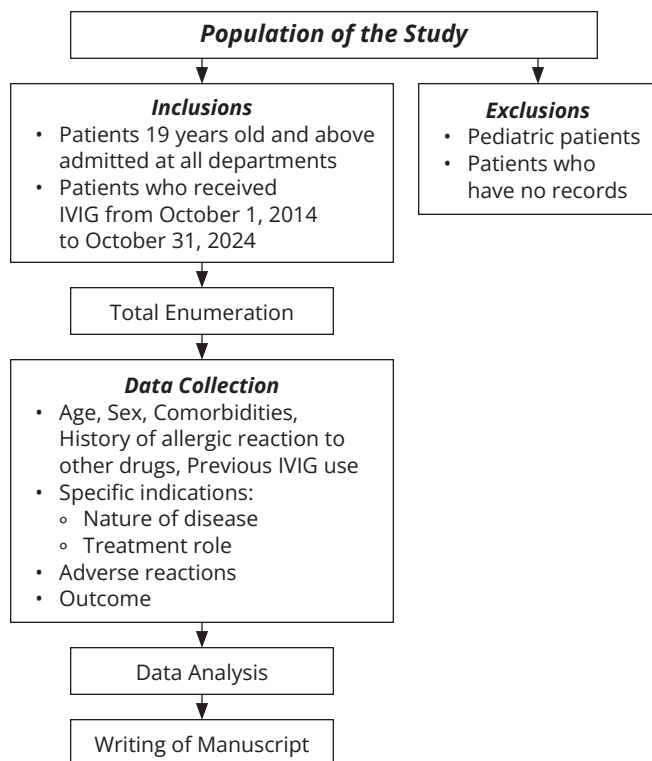 Population of the Study
Inclusions
• Patients 19 years old and above
admitted at all departments
• Patients who received
IVIG from October 1, 2014
to October 31, 2024
Exclusions
• Pediatric patients
• Patients who
have no records
Total Enumeration
Data Collection
• Age, Sex, Comorbidities,
History of allergic reaction to
other drugs, Previous IVIG use
• Specific indications:
° Nature of disease
° Treatment role
• Adverse reactions
• Outcome
Data Analysis
Writing of Manuscript